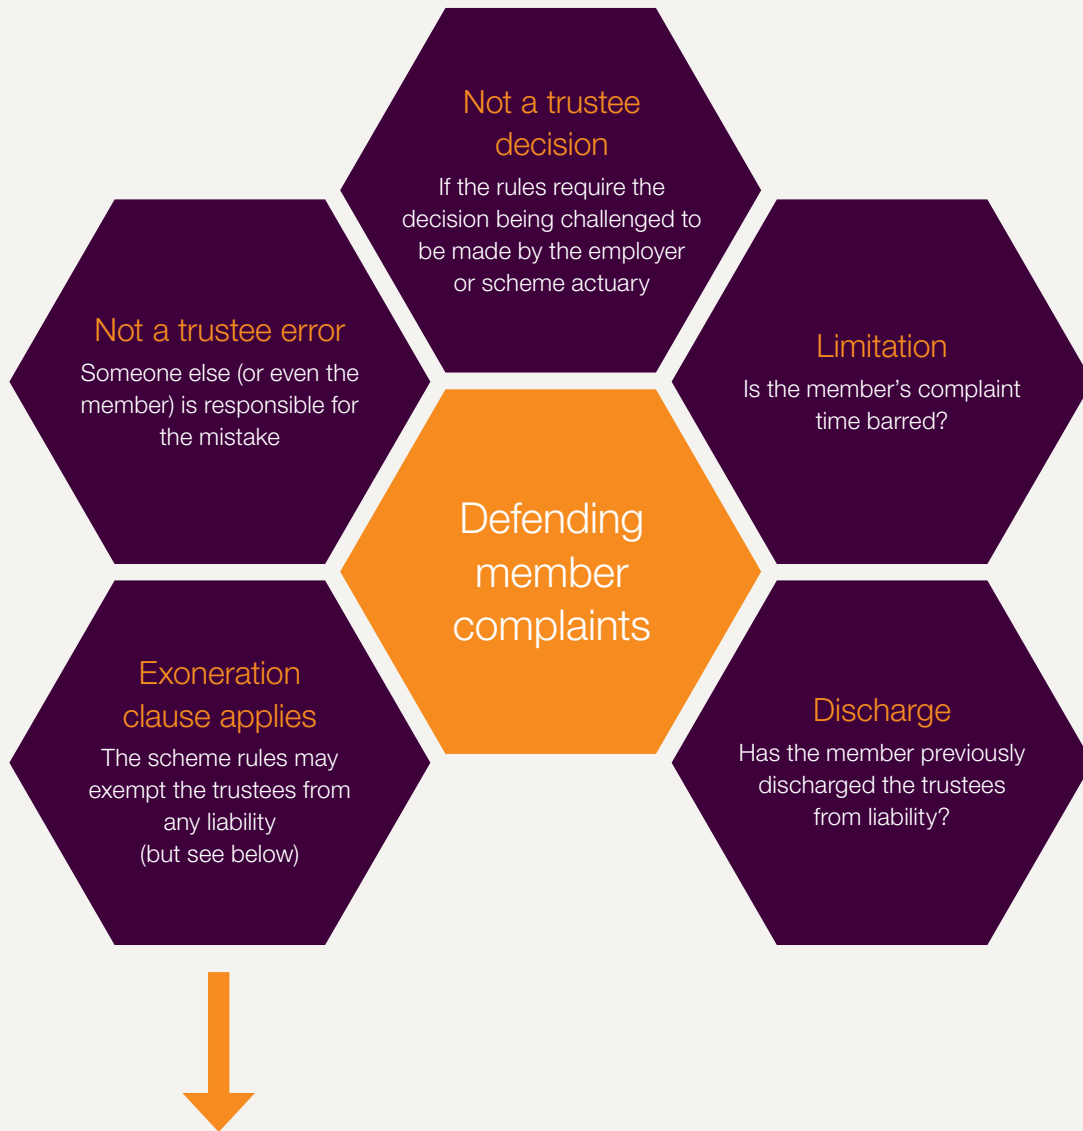 Not a trustee
decision
If the rules require the
decision being challenged to
be made by the employer
or scheme actuary
Not a trustee error
Someone else (or even the
member) is responsible for
the mistake
Limitation
Is the member’s complaint
time barred?
Defending
member
complaints
Exoneration
clause applies
The scheme rules may
exempt the trustees from
any liability
(but see below)
Discharge
Has the member previously
discharged the trustees
from liability?